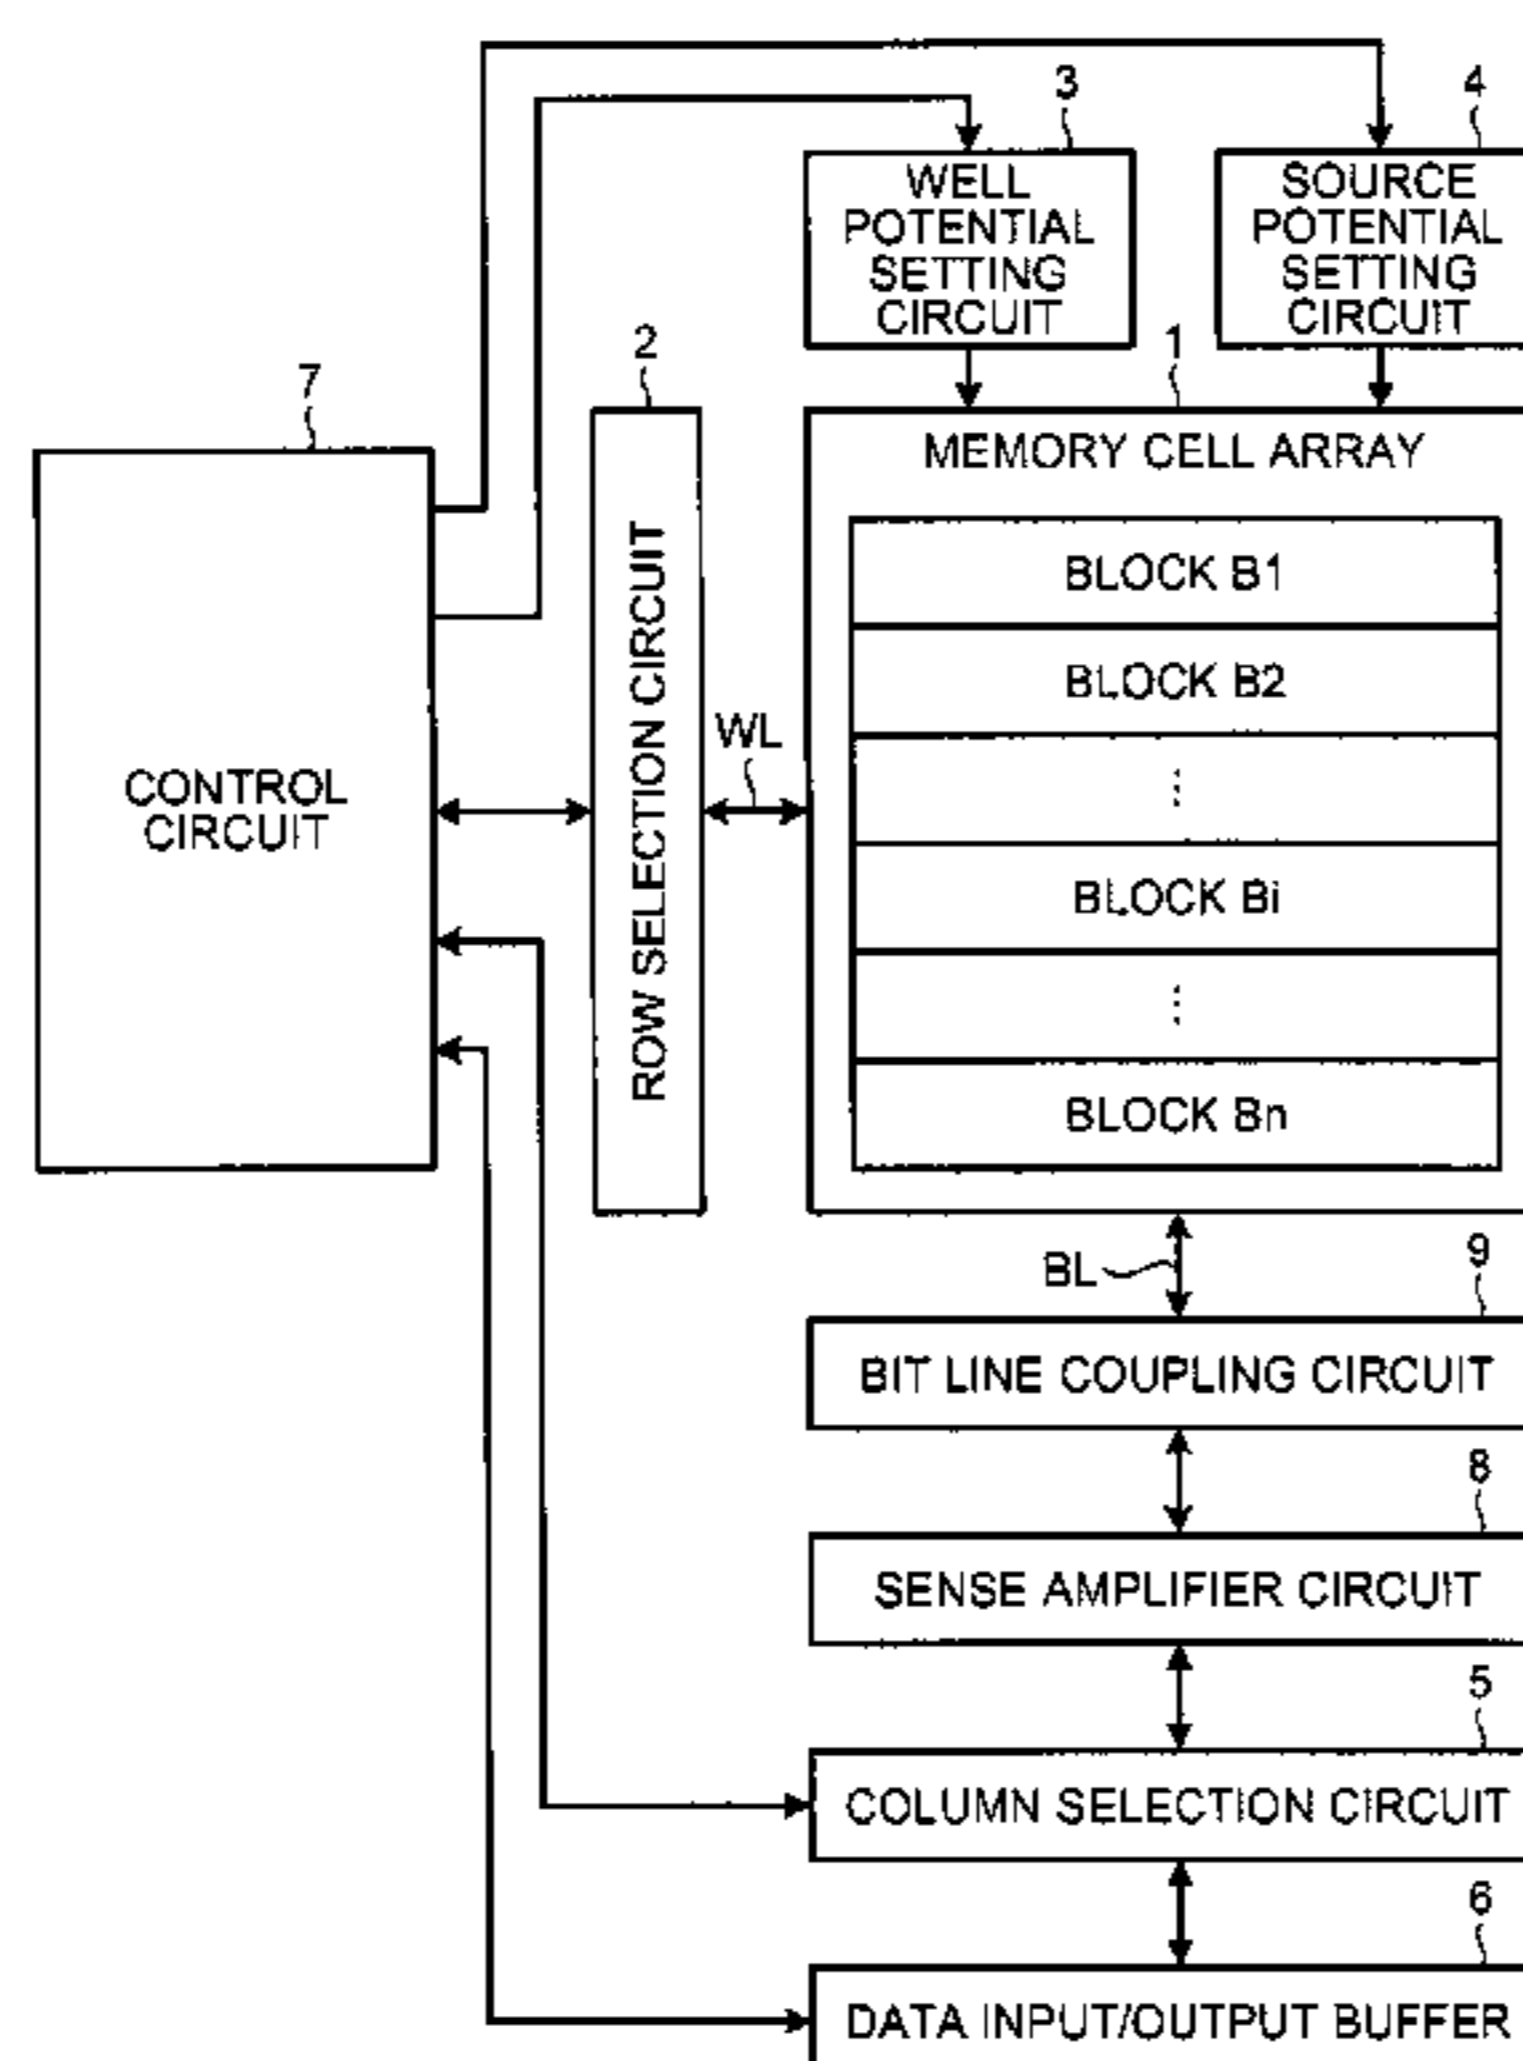 3
4
WELL
POTENTIAL
SETTING
CIRCUIT
SOURCE
POTENTIAL
SETTING
CIRCUIT
7
2
1
MEMORY CELL ARRAY
BLOCK B1
BLOCK B2
⋮
BLOCK Bi
⋮
BLOCK Bn
CONTROL
CIRCUIT
ROW SELECTION CIRCUIT
WL
BL
9
BIT LINE COUPLING CIRCUIT
8
SENSE AMPLIFIER CIRCUIT
5
COLUMN SELECTION CIRCUIT
6
DATA INPUT/OUTPUT BUFFER